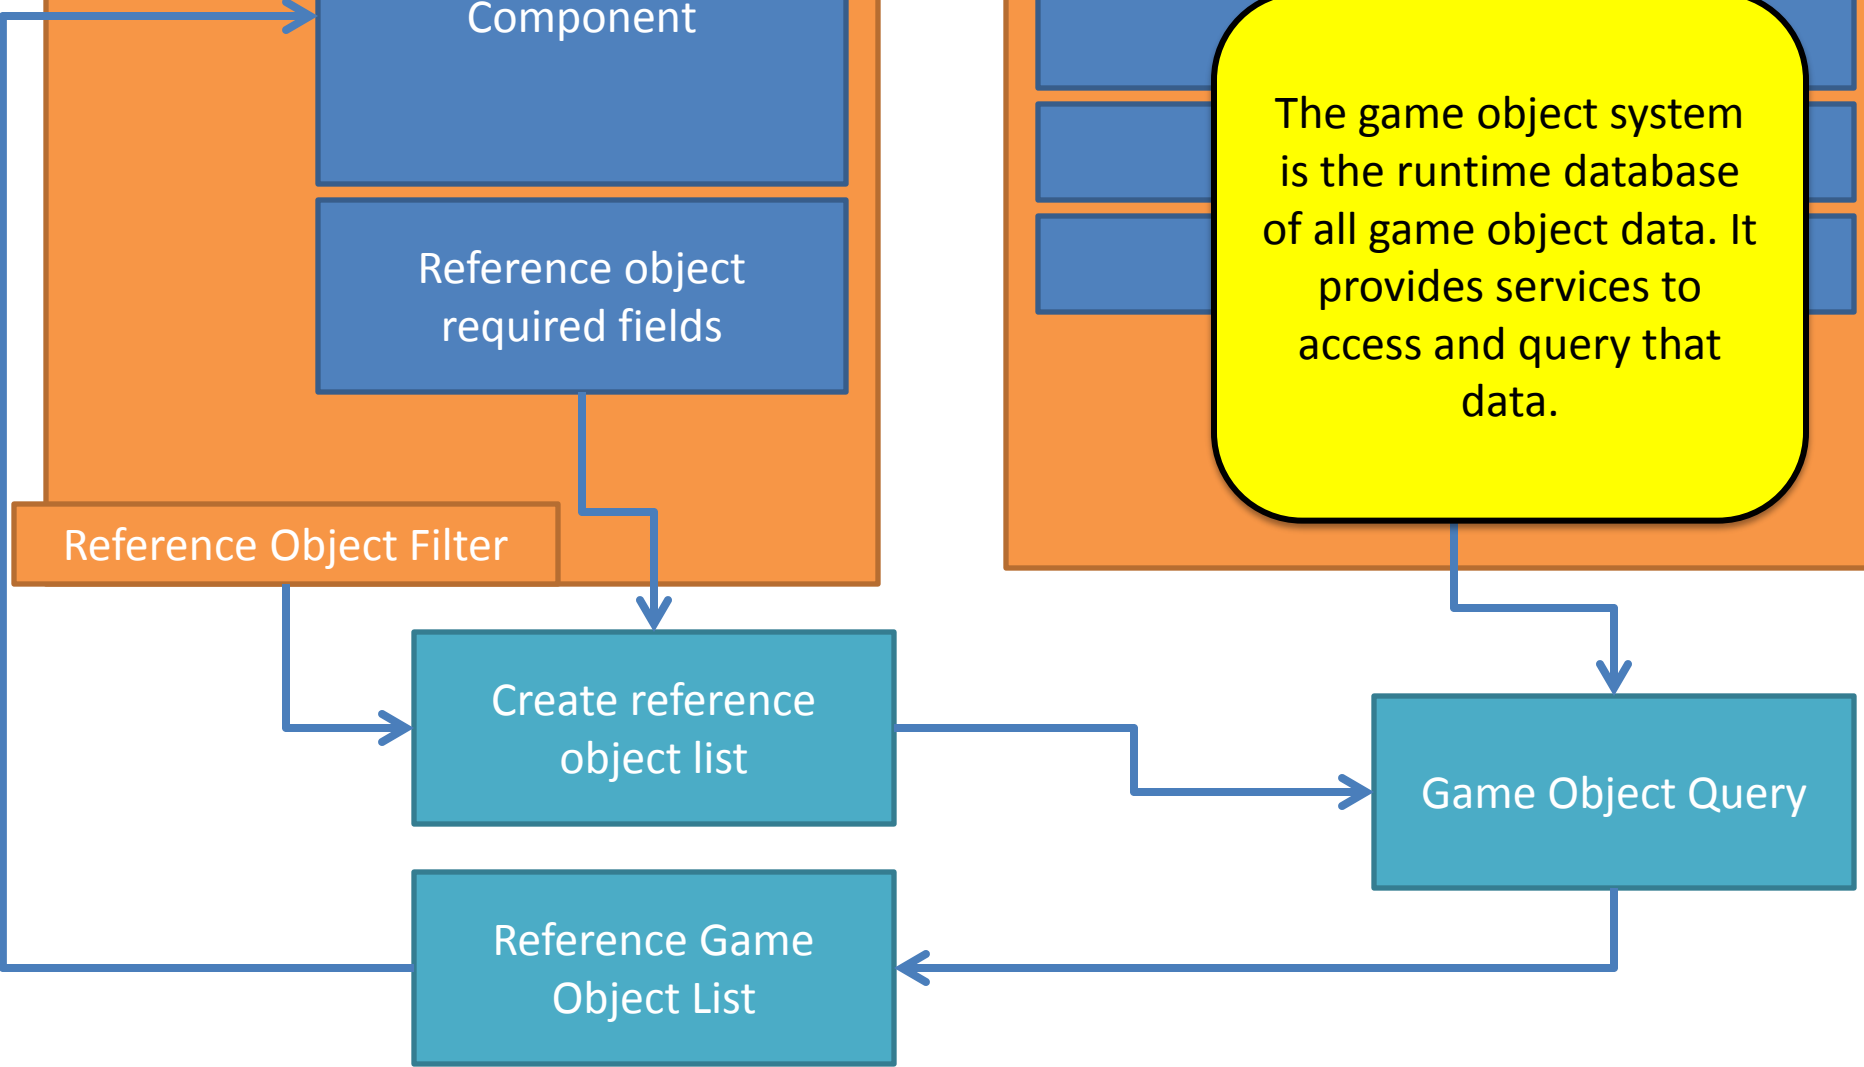 Component
Reference object
required fields
Reference Object Filter
The game object system
is the runtime database
of all game object data. It
provides services to
access and query that
data.
Create reference
object list
Game Object Query
Reference Game
Object List